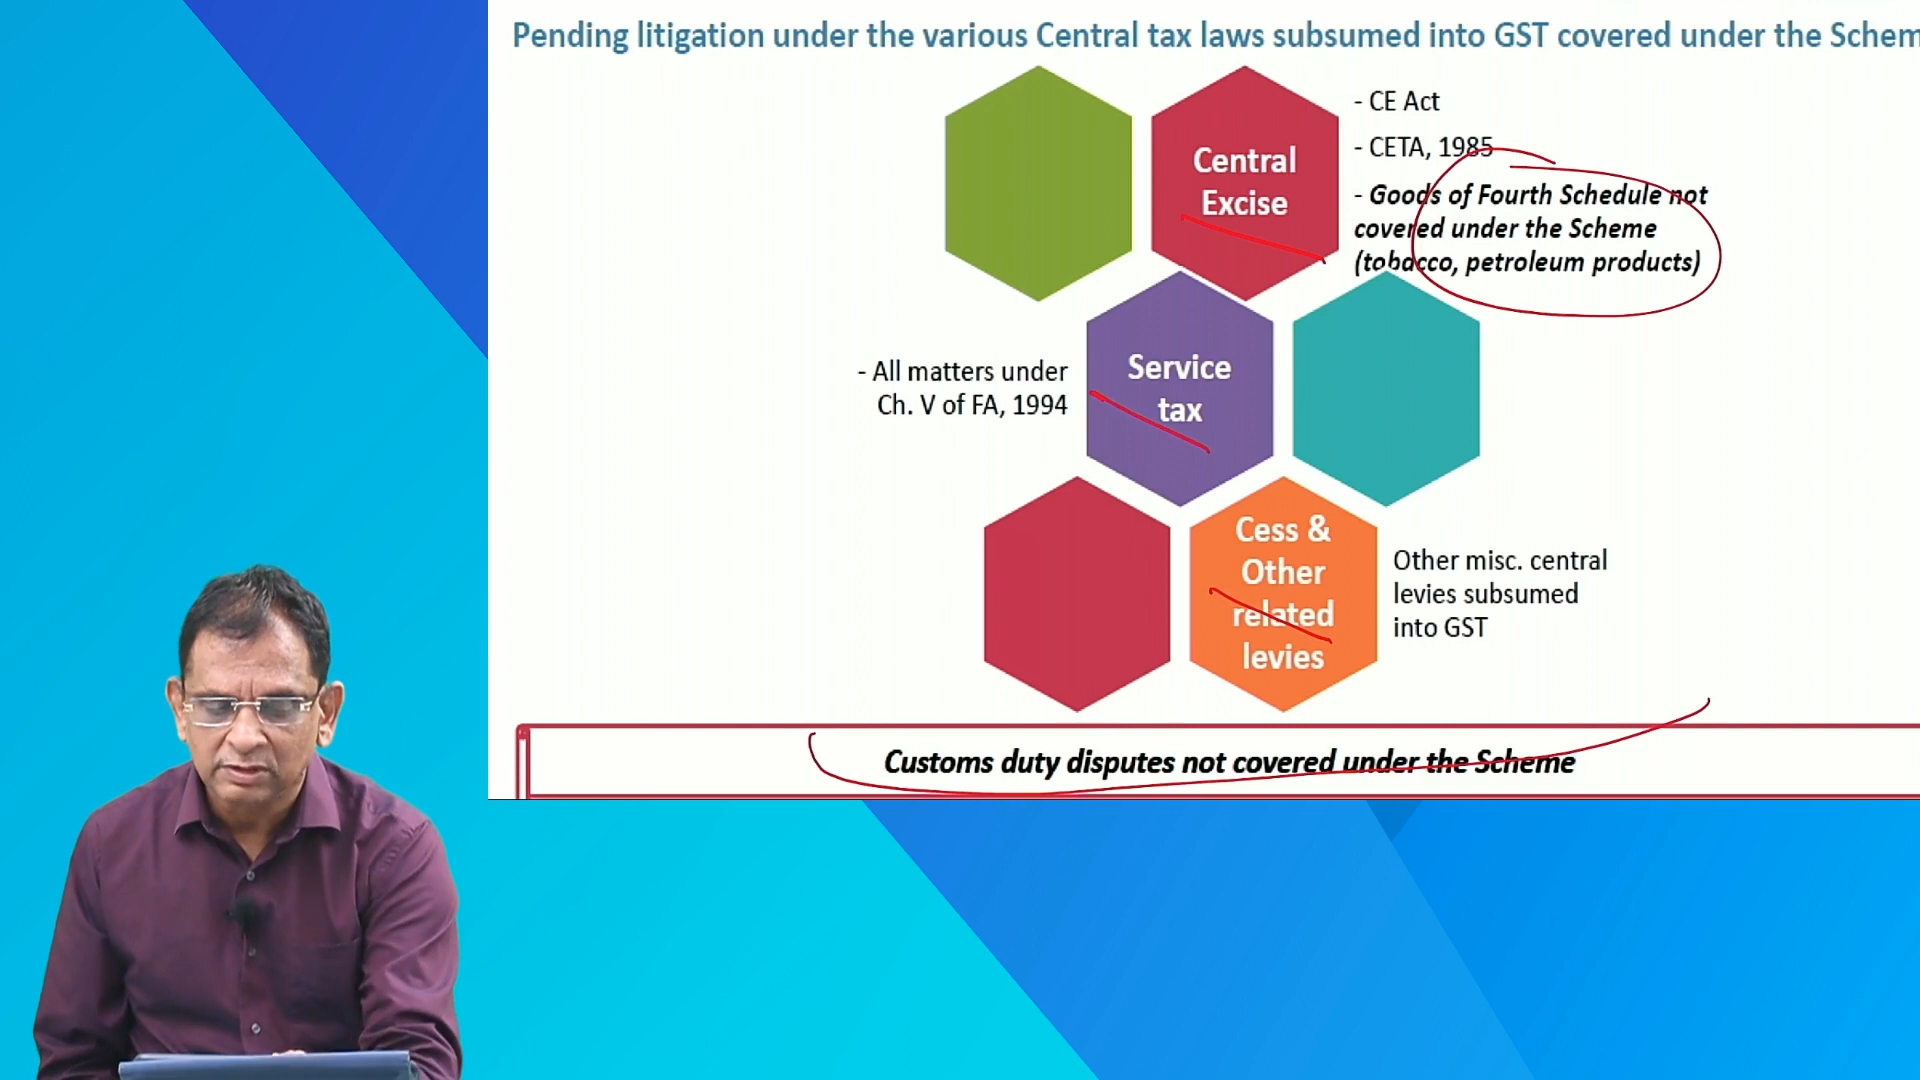 Pending litigation under the various Central tax laws subsumed into GST covered under the Schem
Central
Excise
- CE Act
- CETA, 1985
- Goods of Fourth Schedule not
covered under the Scheme
(tobacco, petroleum products)
- All matters under
Ch. V of FA, 1994
Service
tax
Cess &
Other
related
levies
Other misc. central
levies subsumed
into GST
Customs duty disputes not covered under the Scheme